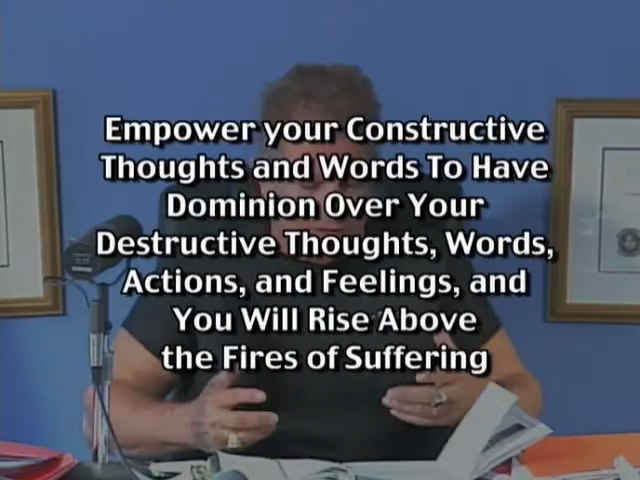 Empower your Constructive
Thoughts and Words To Have
Dominion Over Your
Destructive Thoughts, Words,
Actions, and Feelings, and
You Will Rise Above
the Fires of Suffering